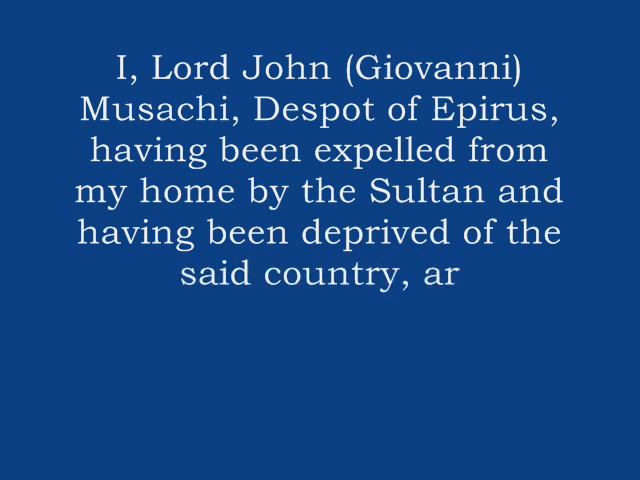 I, Lord John (Giovanni)
Musachi, Despot of Epirus,
having been expelled from
my home by the Sultan and
having been deprived of the
said country, ar